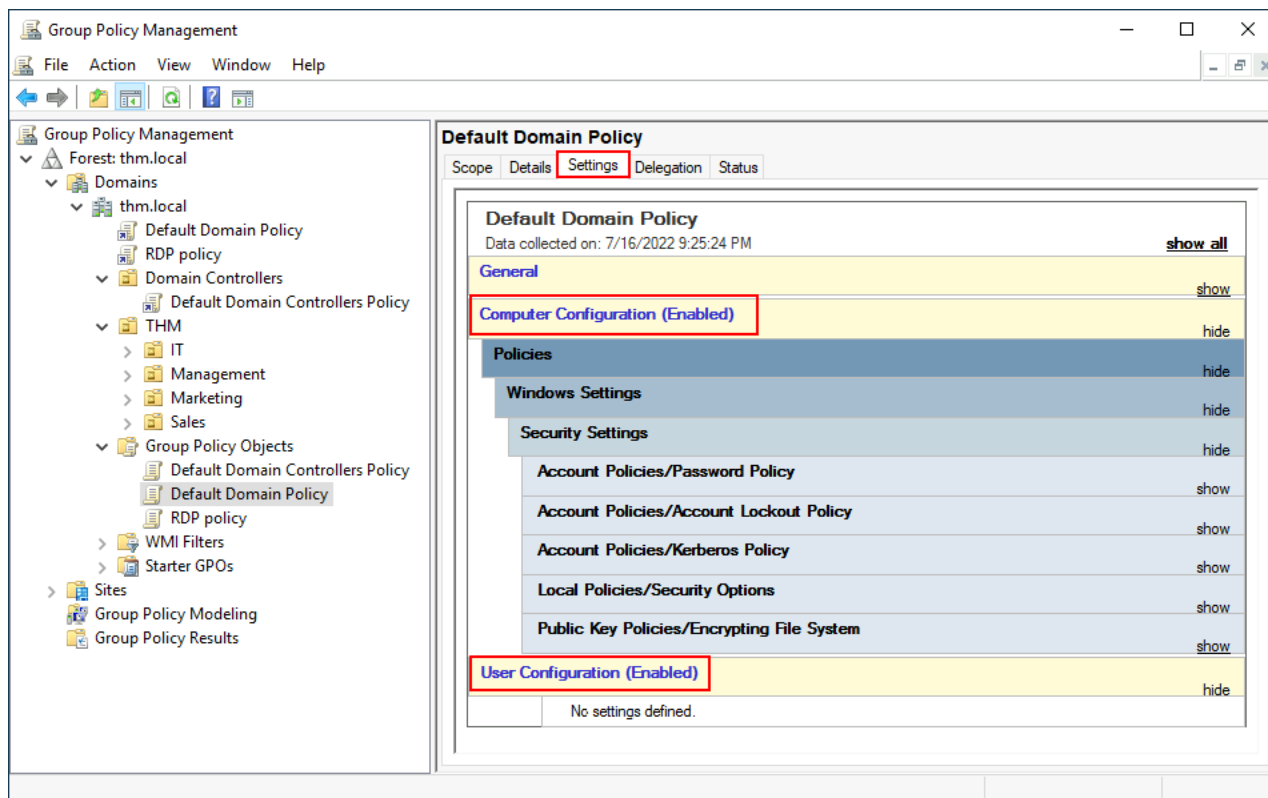 Group Policy Management
File Action View Window Help
Group Policy Management
Forest: thm.local
Domains
thm.local
Default Domain Policy
RDP policy
Domain Controllers
Default Domain Controllers Policy
THM
IT
Management
Marketing
Sales
Group Policy Objects
Default Domain Controllers Policy
Default Domain Policy
RDP policy
WMI Filters
Starter GPOs
Sites
Group Policy Modeling
Group Policy Results
Default Domain Policy
Scope Details Settings Delegation Status
Default Domain Policy
Data collected on: 7/16/2022 9:25:24 PM show all
General
show
Computer Configuration (Enabled)
hide
Policies
hide
Windows Settings
hide
Security Settings
hide
Account Policies/Password Policy
show
Account Policies/Account Lockout Policy
show
Account Policies/Kerberos Policy
show
Local Policies/Security Options
show
Public Key Policies/Encrypting File System
show
User Configuration (Enabled)
hide
No settings defined.